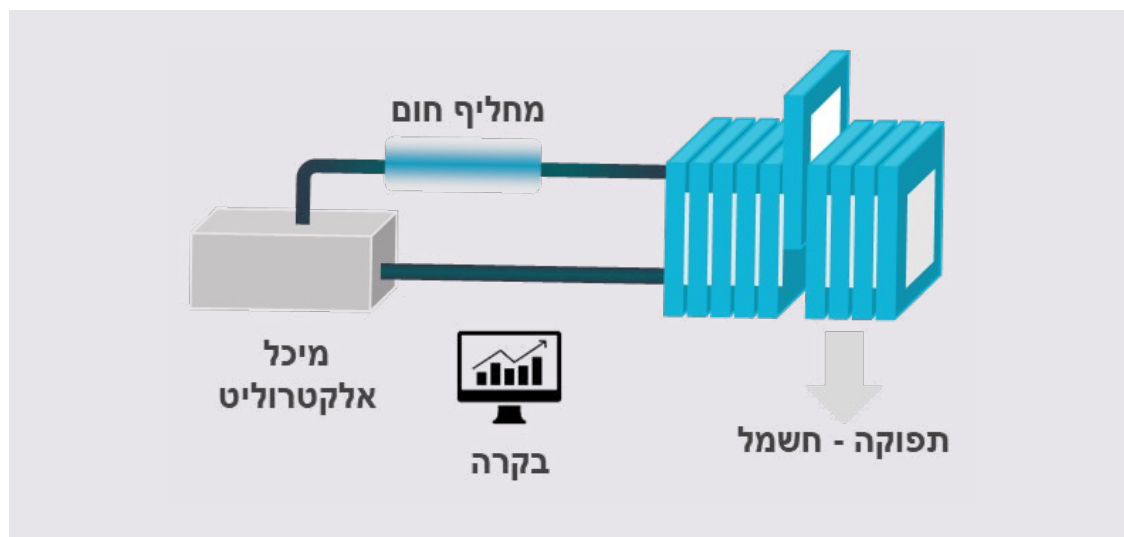 מחליף חום
מיכל
אלקטרוליט
בקרה
תפוקה - חשמל